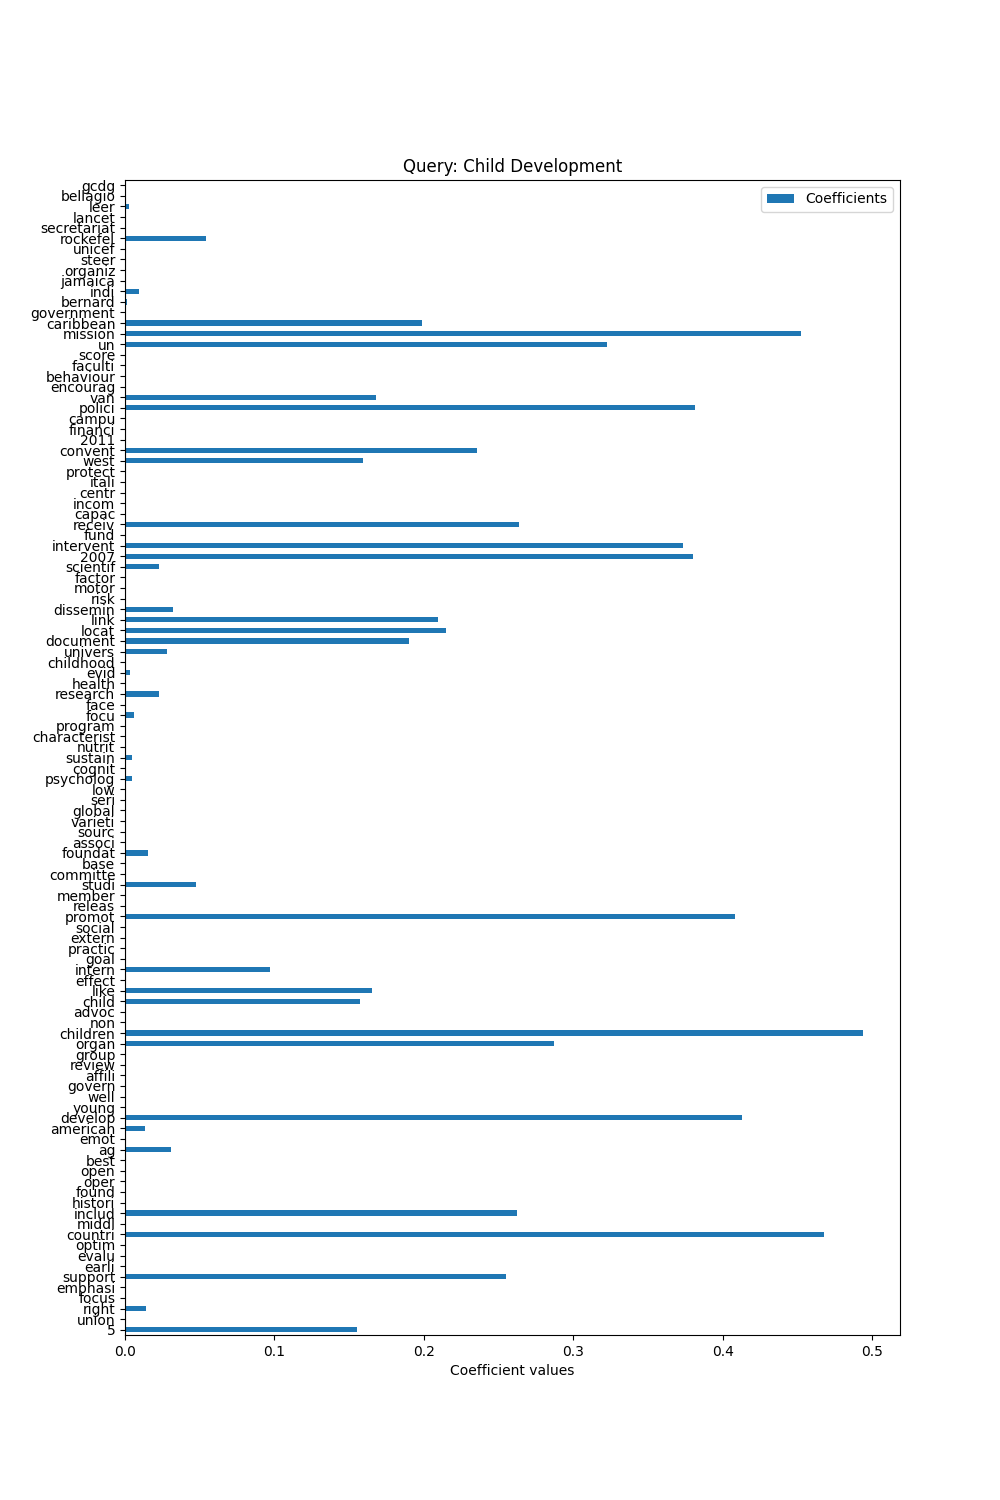 Query: Child Development
Coefficients
gcdg
bellagio
leer
lancet
secretariat
rockefel
unicef
steer
organiz
jamaica
indi
bernard
government
caribbean
mission
un
score
faculti
behaviour
encourag
van
polici
campu
financi
2011
convent
west
protect
itali
centr
incom
capac
receiv
fund
intervent
2007
scientif
factor
motor
risk
dissemin
link
locat
document
univers
childhood
evid
health
research
face
focu
program
characterist
nutrit
sustain
cognit
psycholog
low
seri
global
varieti
sourc
associ
foundat
base
committe
studi
member
releas
promot
social
extern
practic
goal
intern
effect
like
child
advoc
non
children
organ
group
review
affili
govern
well
young
develop
american
emot
ag
best
open
oper
found
histori
includ
middl
countri
optim
evalu
earli
support
emphasi
focus
right
union
5
0.0 0.1 0.2 0.3 0.4 0.5
Coefficient values